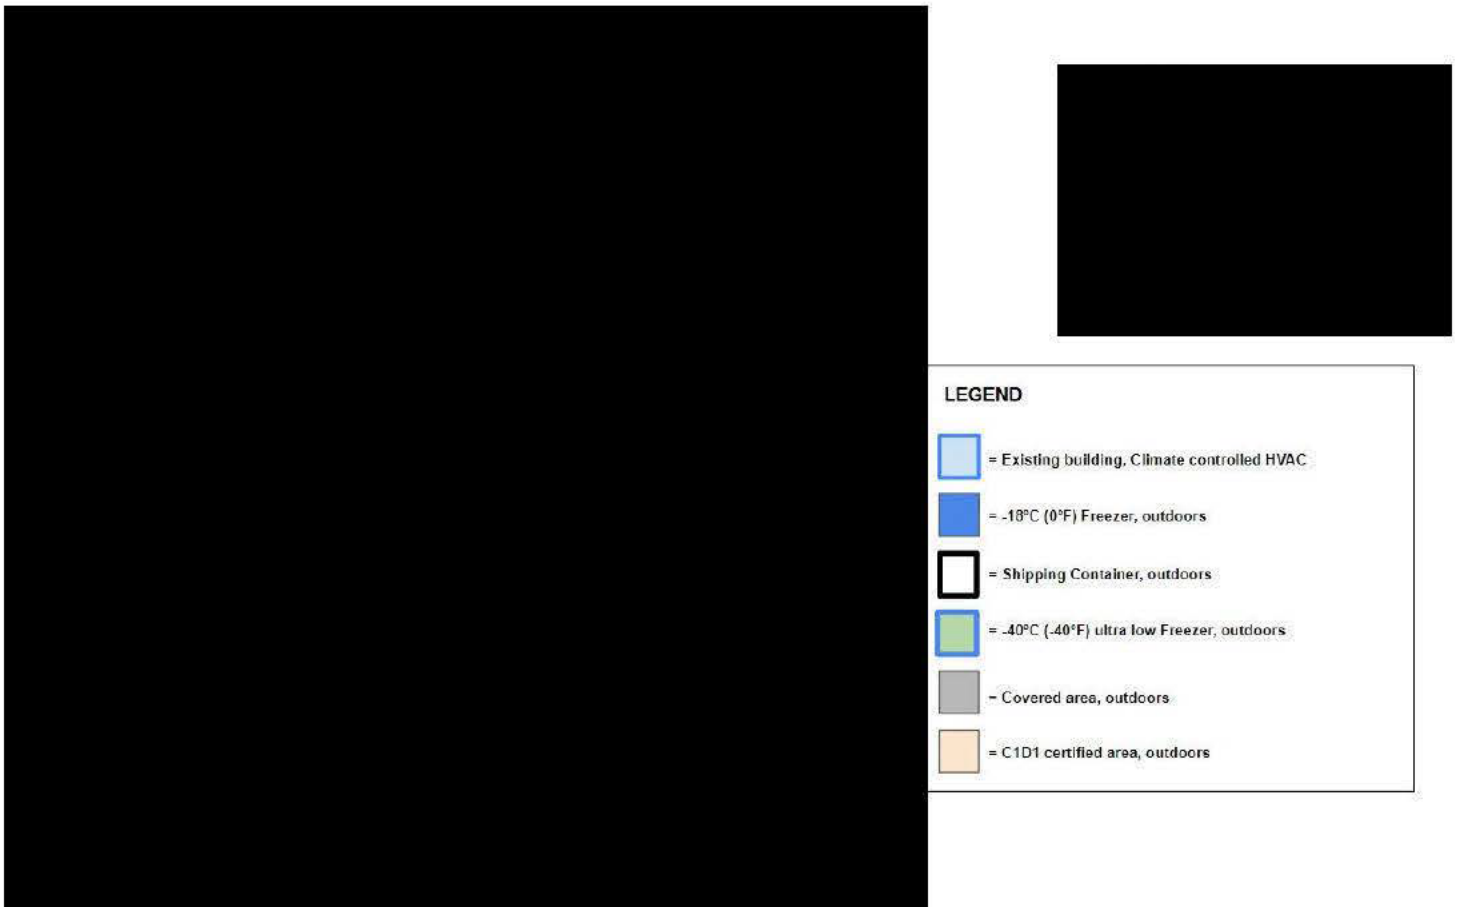 LEGEND
= Existing building, Climate controlled HVAC
= -18°C (0°F) Freezer, outdoors
= Shipping Container, outdoors
= -40°C (-40°F) ultra low Freezer, outdoors
= Covered area, outdoors
= C1D1 certified area, outdoors